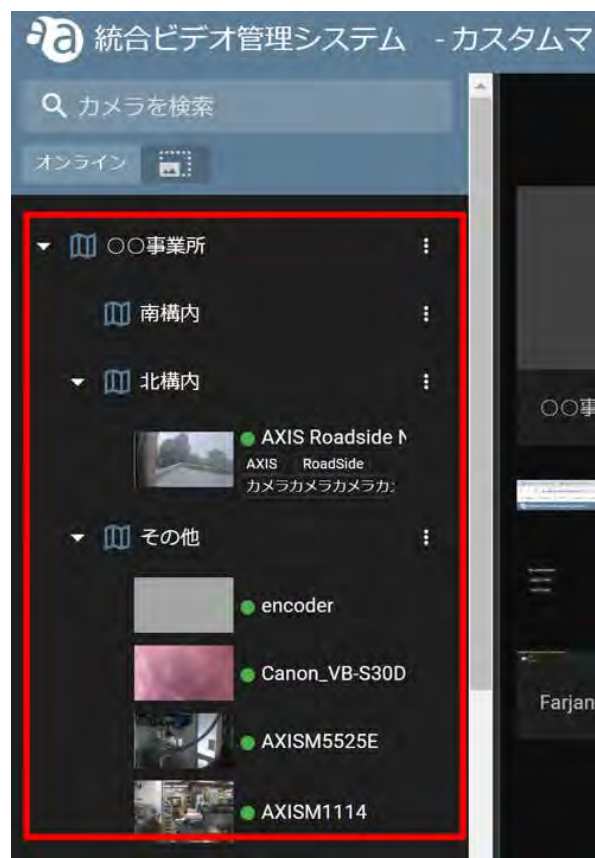 統合ビデオ管理システム - カスタムマ
カメラを検索
オンライン
○○事業所
南構内
北構内
AXIS Roadside N
AXIS RoadSide
カメラカメラカメラカ
その他
encoder
Canon_VB-S30D
AXISM5525E
AXISM1114
○○事
Farjan